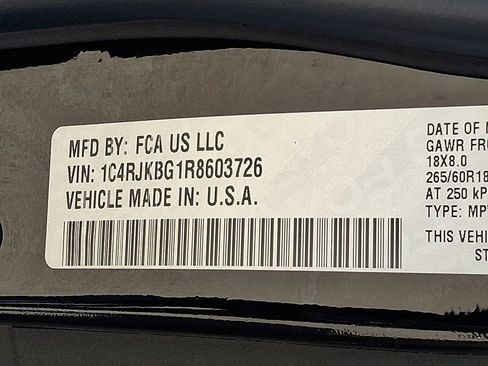 MFD BY: FCA US LLC
VIN: 1C4RJKBG1R8603726
VEHICLE MADE IN: U.S.A.
DATE OF M
GAWR FRO
18X8.0
265/60R18
AT 250 kP
TYPE: MP
THIS VEHI
ST